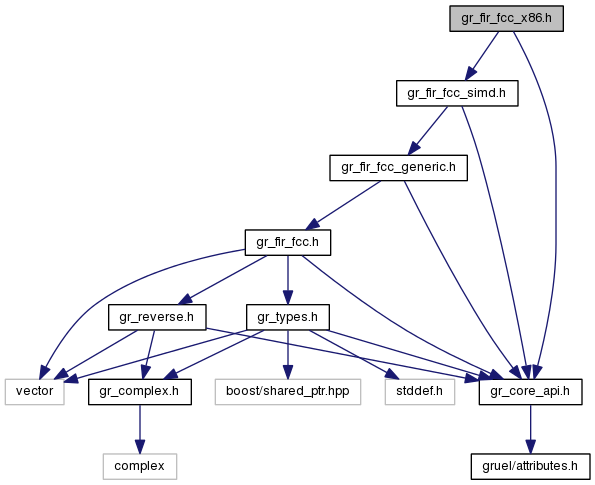 gr_fir_fcc_x86.h
gr_fir_fcc_simd.h
gr_fir_fcc_generic.h
gr_fir_fcc.h
gr_reverse.h
gr_types.h
vector
gr_complex.h
boost/shared_ptr.hpp
stddef.h
gr_core_api.h
complex
gruel/attributes.h